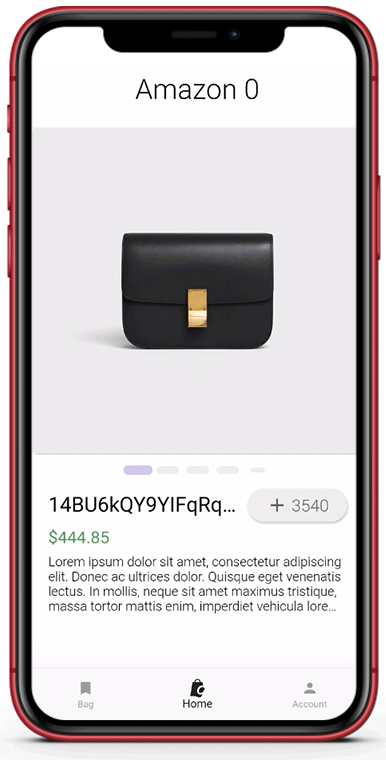 Amazon 0
14BU6kQY9YIFqRq...
+ 3540
$444.85
Lorem ipsum dolor sit amet, consectetur adipiscing
elit. Donec ac ultrices dolor. Quisque eget venenatis
lectus. In mollis, neque sit amet maximus tristique,
massa tortor mattis enim, imperdiet vehicula lore...
Bag
Home
Account